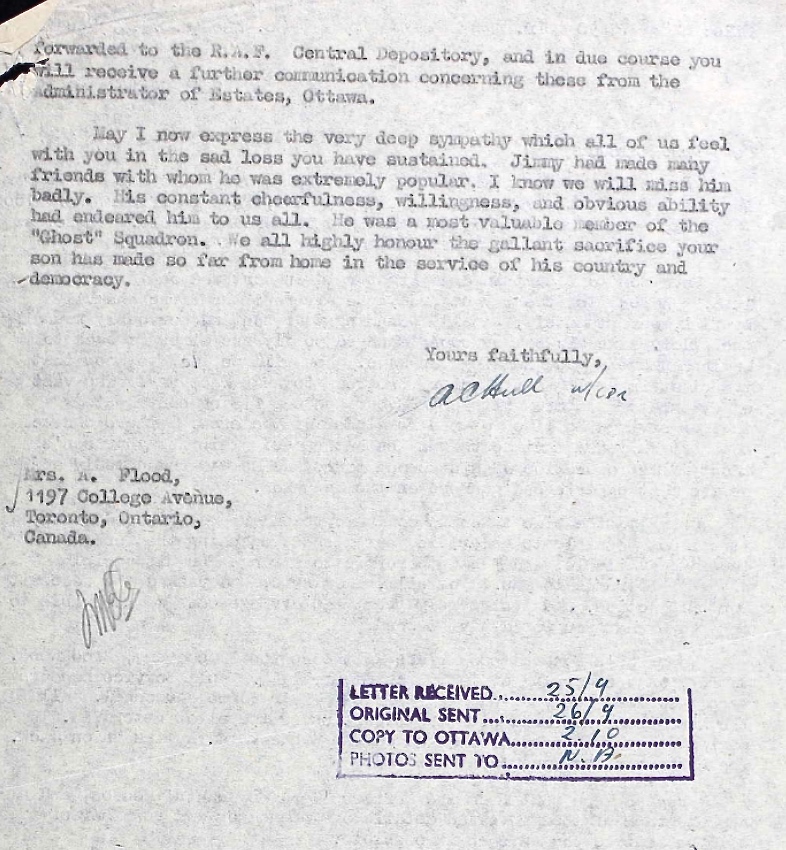 forwarded to the R.A.F. Central Depository, and in due course you
will receive a further communication concerning these from the
Administrator of Estates, Ottawa.
May I now express the very deep sympathy which all of us feel
with you in the sad loss you have sustained. Jimmy had made many
friends with whom he was extremely popular. I know we will miss him
badly. His constant cheerfulness, willingness, and obvious ability
had endeared him to us all. He was a most valuable member of the
"Ghost" Squadron. We all highly honour the gallant sacrifice your
son has made so far from home in the service of his country and
democracy.
Yours faithfully,
A C Hull w/cdr
Mrs. A. Flood,
1197 College Avenue,
Toronto, Ontario,
Canada.
LETTER RECEIVED 25/9
ORIGINAL SENT 26/9
COPY TO OTTAWA 2.10
PHOTOS SENT TO N.A.